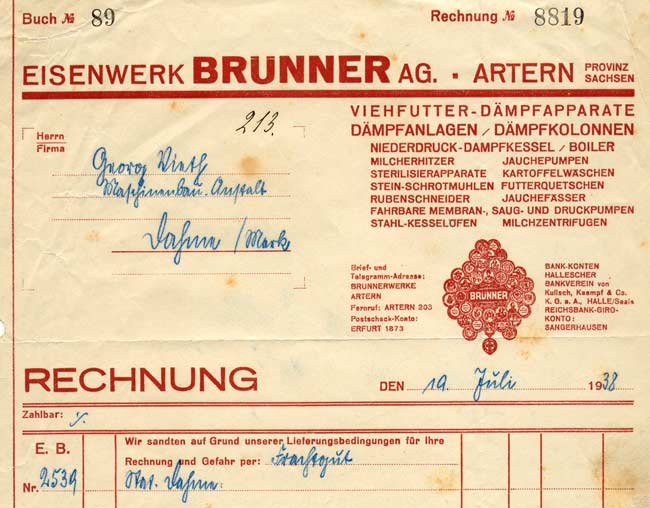 Buch № 89
Rechnung № 8819
EISENWERK BRUNNER AG. · ARTERN PROVINZ SACHSEN
213.
Herrn
Firma
Georg Vieth
Maschinenbau-Anstalt
Dahme / Mark
VIEHFUTTER-DÄMPFAPPARATE
DÄMPFANLAGEN / DÄMPFKOLONNEN
NIEDERDRUCK-DAMPFKESSEL / BOILER
MILCHERHITZER JAUCHEPUMPEN
STERILISIERAPPARATE KARTOFFELWÄSCHEN
STEIN-SCHROTMÜHLEN FUTTERQUETSCHEN
RUBENSCHNEIDER JAUCHEFÄSSER
FAHRBARE MEMBRAN-, SAUG- UND DRUCKPUMPEN
STAHL-KESSELOFEN MILCHZENTRIFUGEN
Brief- und
Telegramm-Adresse:
BRUNNERWERKE
ARTERN
Fernruf: ARTERN 203
Postscheck-Konto:
ERFURT 1873
BRUNNER
BANK-KONTEN
HALLESCHER
BANKVEREIN von
Kulisch, Kaempf & Co.
K. G. a. A., HALLE/Saale
REICHSBANK-GIRO-
KONTO:
SANGERHAUSEN
RECHNUNG
DEN 19. Juli 1938
Zahlbar:
E. B.
Nr. 2539
Wir sandten auf Grund unserer Lieferungsbedingungen für Ihre
Rechnung und Gefahr per: Frachtgut
Stat. Dahme.